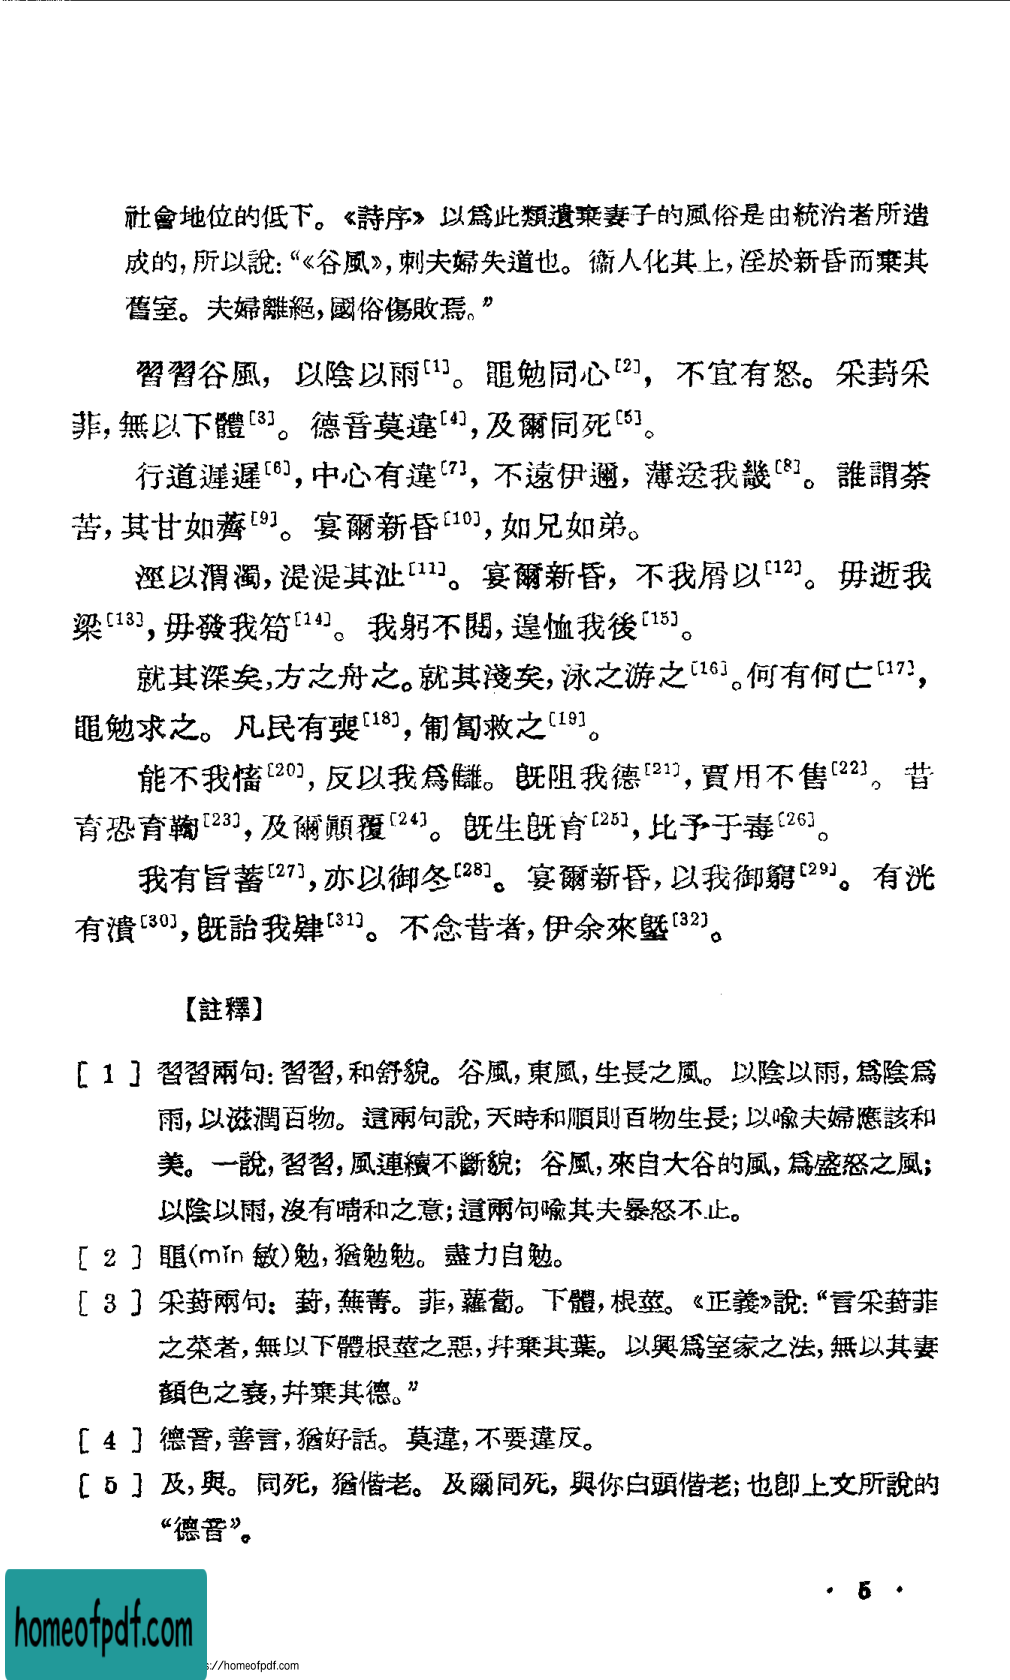 社會地位的低下。《詩序》以爲此類遺棄妻子的風俗是由統治者所造
成的，所以說：“《谷風》，刺夫婦失道也。衞人化其上，淫於新昏而棄其
舊室。夫婦離絕，國俗傷敗焉。”
習習谷風，以陰以雨[1]。黽勉同心[2]，不宜有怒。采葑采
菲，無以下體[3]。德音莫違[4]，及爾同死[5]。
行道遲遲[6]，中心有違[7]，不遠伊邇，薄送我畿[8]。誰謂荼
苦，其甘如薺[9]。宴爾新昏[10]，如兄如弟。
涇以渭濁，湜湜其沚[11]。宴爾新昏，不我屑以[12]。毋逝我
梁[13]，毋發我笱[14]。我躬不閱，遑恤我後[15]。
就其深矣，方之舟之。就其淺矣，泳之游之[16]。何有何亡[17]，
黽勉求之。凡民有喪[18]，匍匐救之[19]。
能不我慉[20]，反以我爲讎。旣阻我德[21]，賈用不售[22]。昔
育恐育鞫[23]，及爾顚覆[24]。旣生旣育[25]，比予于毒[26]。
我有旨蓄[27]，亦以御冬[28]。宴爾新昏，以我御窮[29]。有洸
有潰[30]，旣詒我肄[31]。不念昔者，伊余來墍[32]。
【註釋】
[1] 習習兩句：習習，和舒貌。谷風，東風，生長之風。以陰以雨，爲陰爲
雨，以滋潤百物。這兩句說，天時和順則百物生長；以喩夫婦應該和
美。一說，習習，風連續不斷貌；谷風，來自大谷的風，爲盛怒之風；
以陰以雨，沒有晴和之意；這兩句喩其夫暴怒不止。
[2] 黽(mǐn 敏)勉，猶勉勉。盡力自勉。
[3] 采葑兩句：葑，蕪菁。菲，蘿蔔。下體，根莖。《正義》說：“言采葑菲
之菜者，無以下體根莖之惡，幷棄其葉。以興爲室家之法，無以其妻
顏色之衰，幷棄其德。”
[4] 德音，善言，猶好話。莫違，不要違反。
[5] 及，與。同死，猶偕老。及爾同死，與你白頭偕老；也卽上文所說的
“德音”。
· 5 ·
homeofpdf.com
s://homeofpdf.com